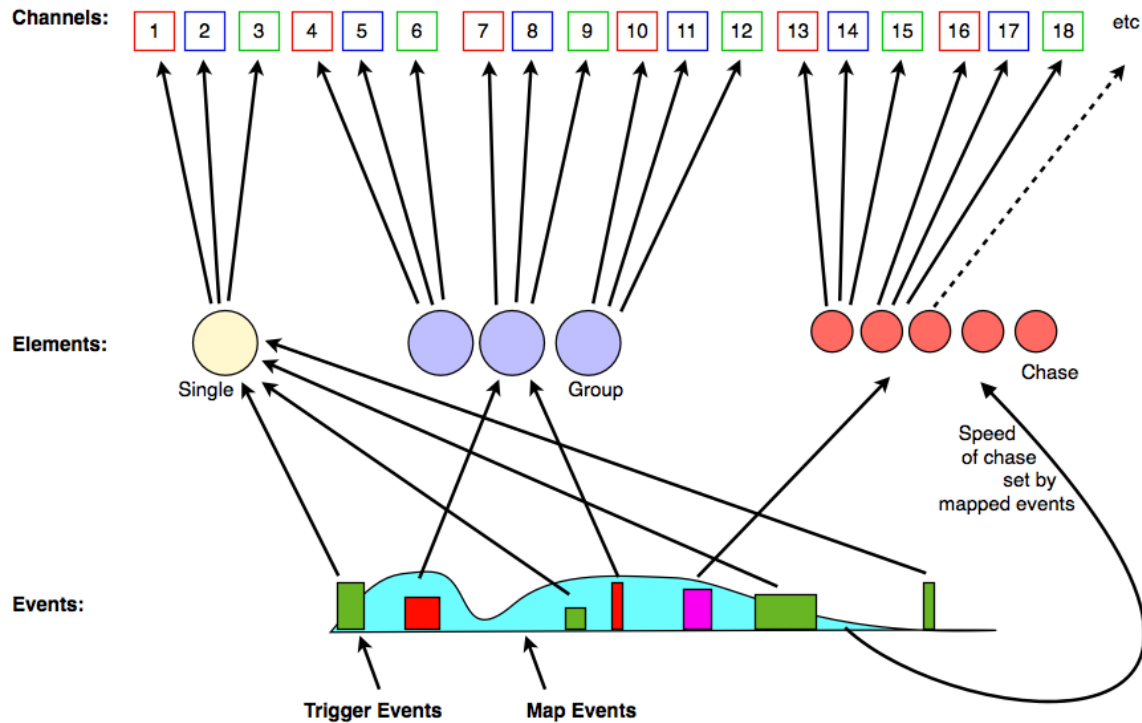 Channels: 1 2 3 4 5 6 7 8 9 10 11 12 13 14 15 16 17 18 etc
Elements:
Single
Group
Chase
Speed
of chase
set by
mapped events
Events:
Trigger Events
Map Events